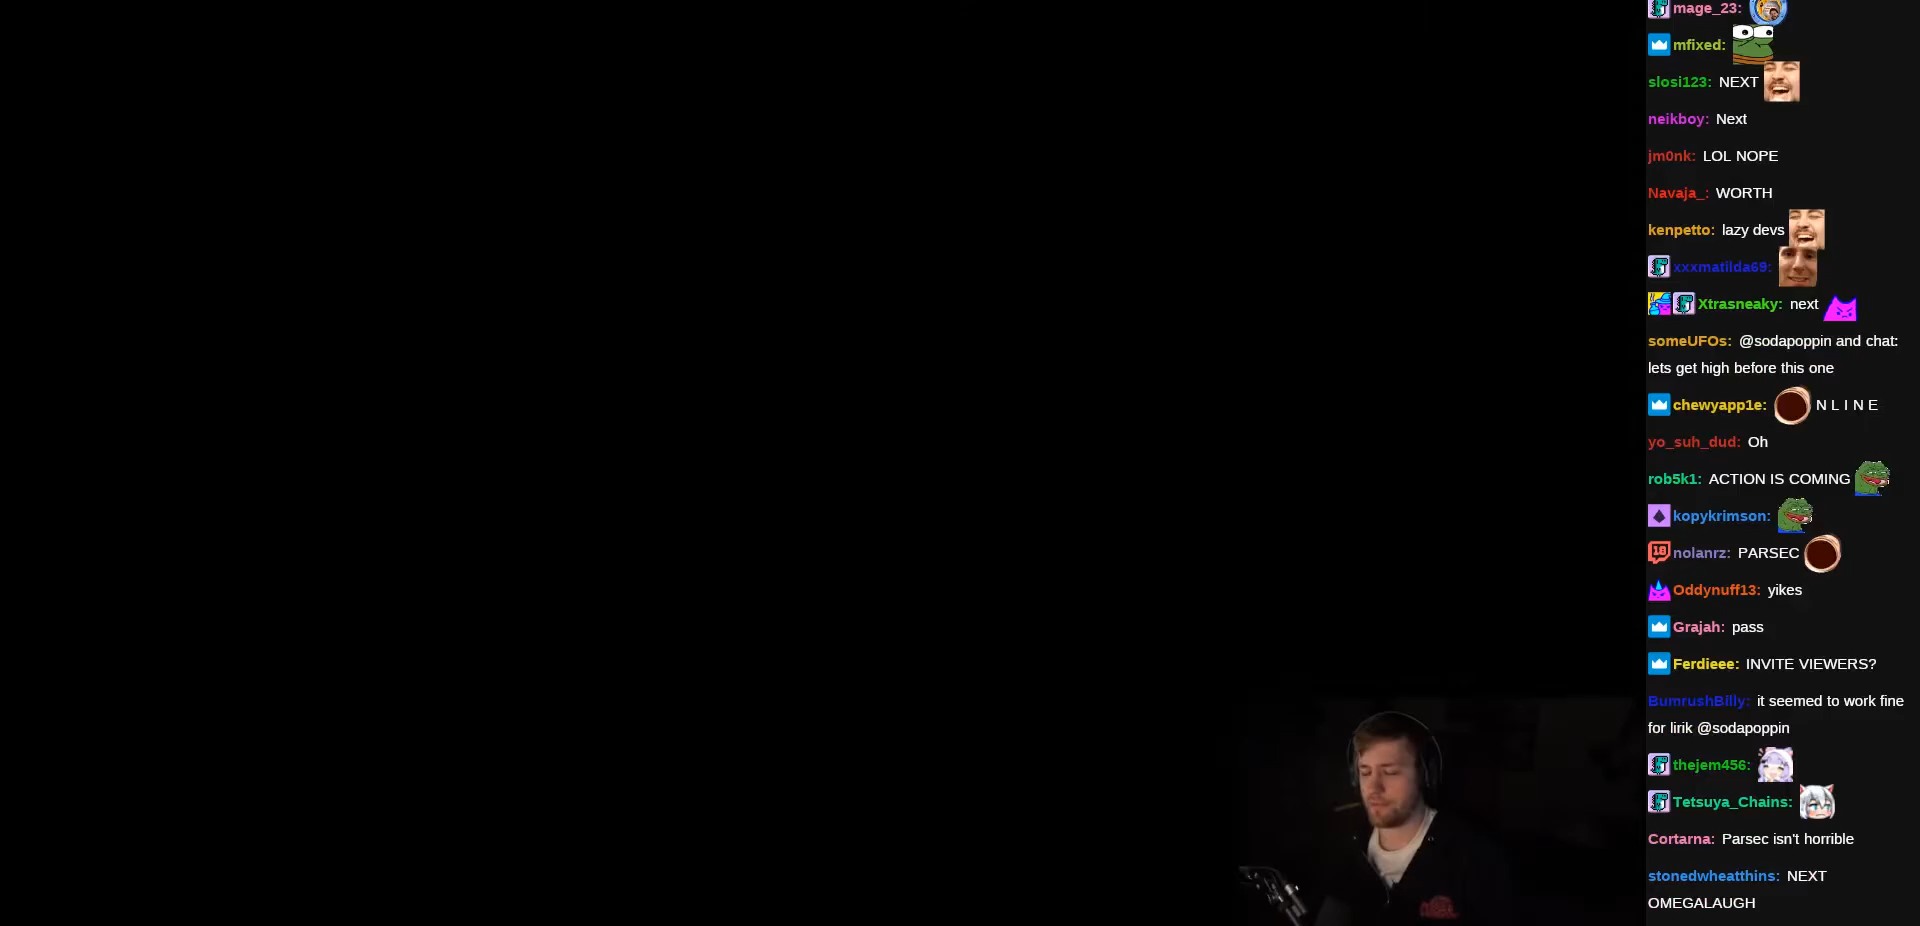 mage_23:
mfixed:
slosi123: NEXT
neikboy: Next
jm0nk: LOL NOPE
Navaja_: WORTH
kenpetto: lazy devs
xxxmatilda69:
Xtrasneaky: next
someUFOs: @sodapoppin and chat:
lets get high before this one
chewyapp1e: N L I N E
yo_suh_dud: Oh
rob5k1: ACTION IS COMING
kopykrimson:
18 nolanrz: PARSEC
Oddynuff13: yikes
Grajah: pass
Ferdieee: INVITE VIEWERS?
BumrushBilly: it seemed to work fine
for lirik @sodapoppin
thejem456:
Tetsuya_Chains:
Cortarna: Parsec isn't horrible
stonedwheatthins: NEXT
OMEGALAUGH